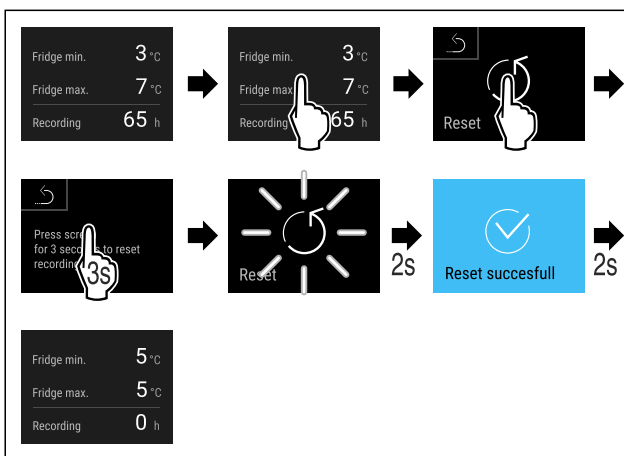 Fridge min. 3 °C
Fridge max. 7 °C
Recording 65 h
Fridge min. 3 °C
Fridge max 7 °C
Recording 65 h
Reset
Press scre
for 3 seconds to reset
recording
3s
Reset
2s
Reset succesfull
2s
Fridge min. 5 °C
Fridge max. 5 °C
Recording 0 h